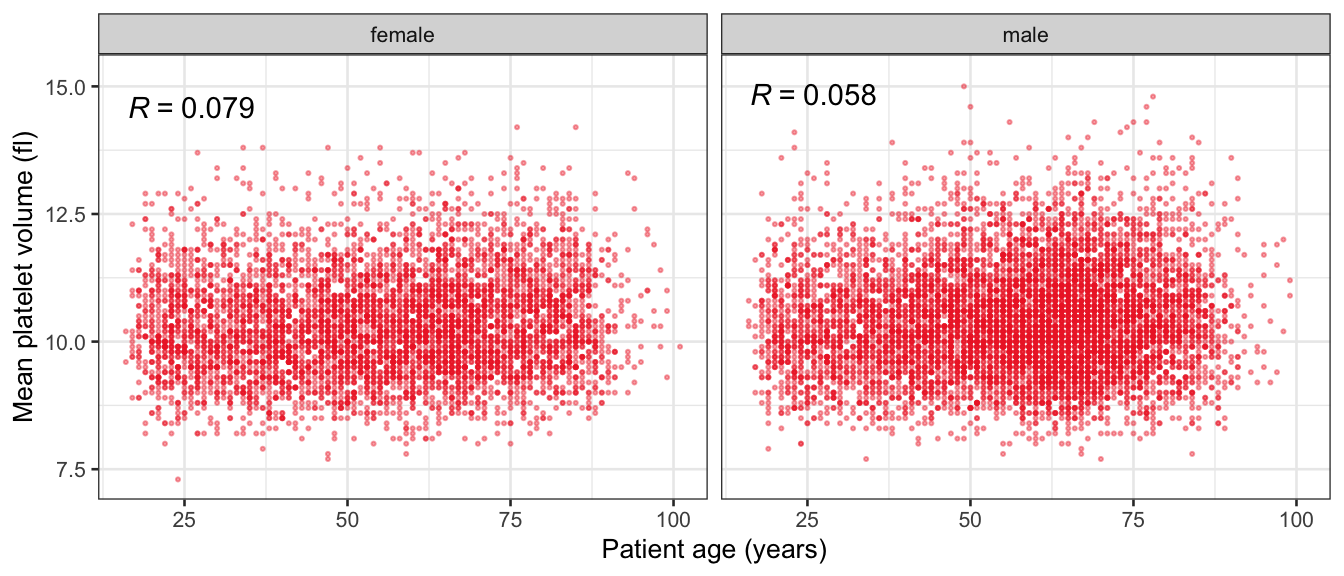 female
male
15.0
12.5
10.0
7.5
Mean platelet volume (fl)
R = 0.079
R = 0.058
25
50
75
100
25
50
75
100
Patient age (years)